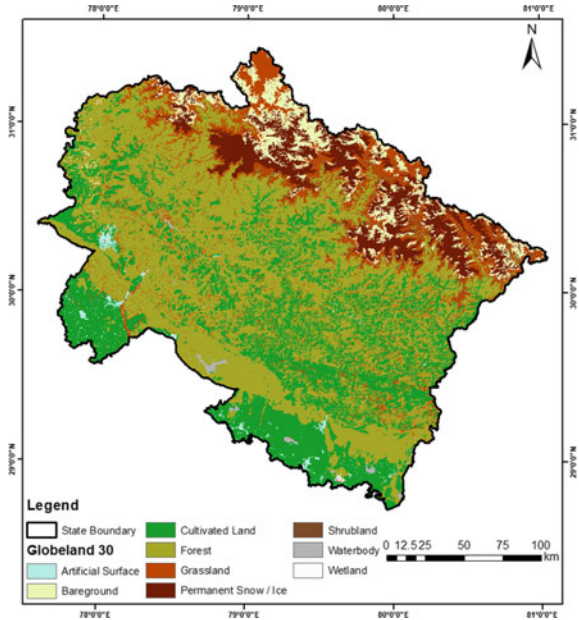 78°0'0"E 79°0'0"E 80°0'0"E 81°0'0"E
N
31°0'0"N 31°0'0"N
30°0'0"N 30°0'0"N
29°0'0"N 29°0'0"N
Legend
State Boundary Cultivated Land Shrubland
Globeland 30 Forest Waterbody
Artificial Surface Grassland Wetland
Bareground Permanent Snow / Ice
0 12.525 50 75 100
km
78°0'0"E 79°0'0"E 80°0'0"E 81°0'0"E